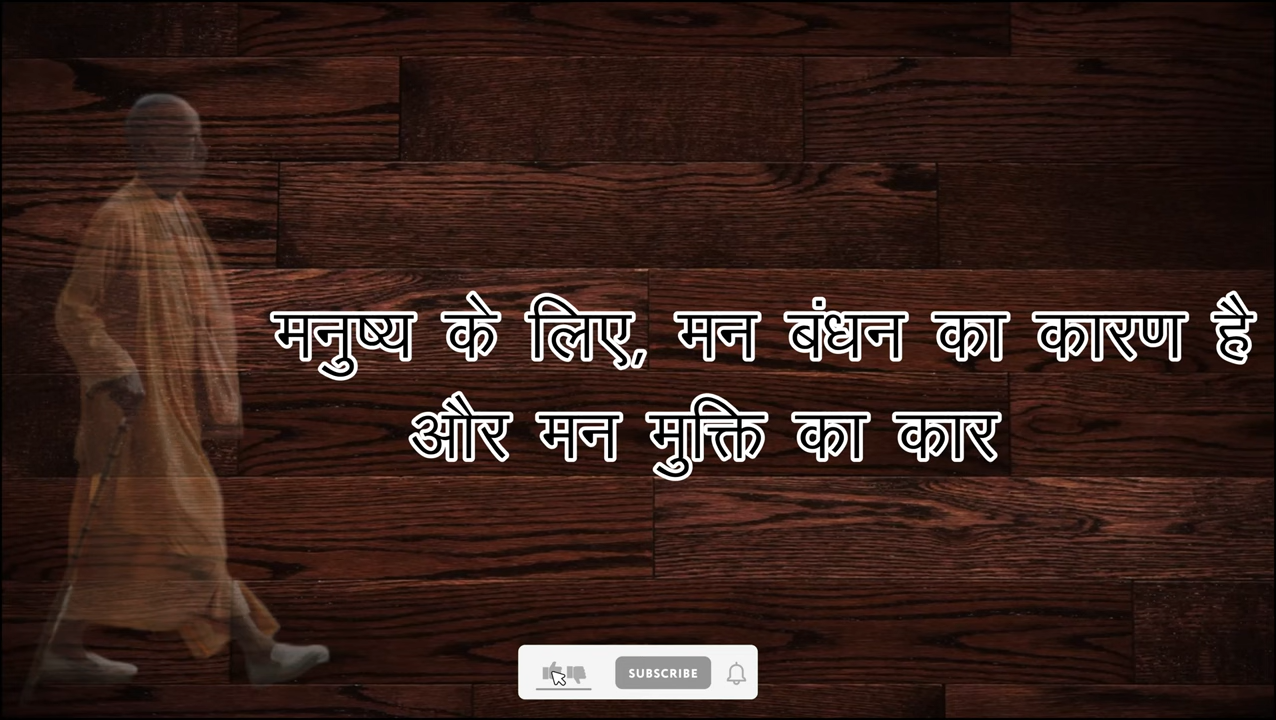 मनुष्य के लिए, मन बंधन का कारण है
और मन मुक्ति का कार
SUBSCRIBE